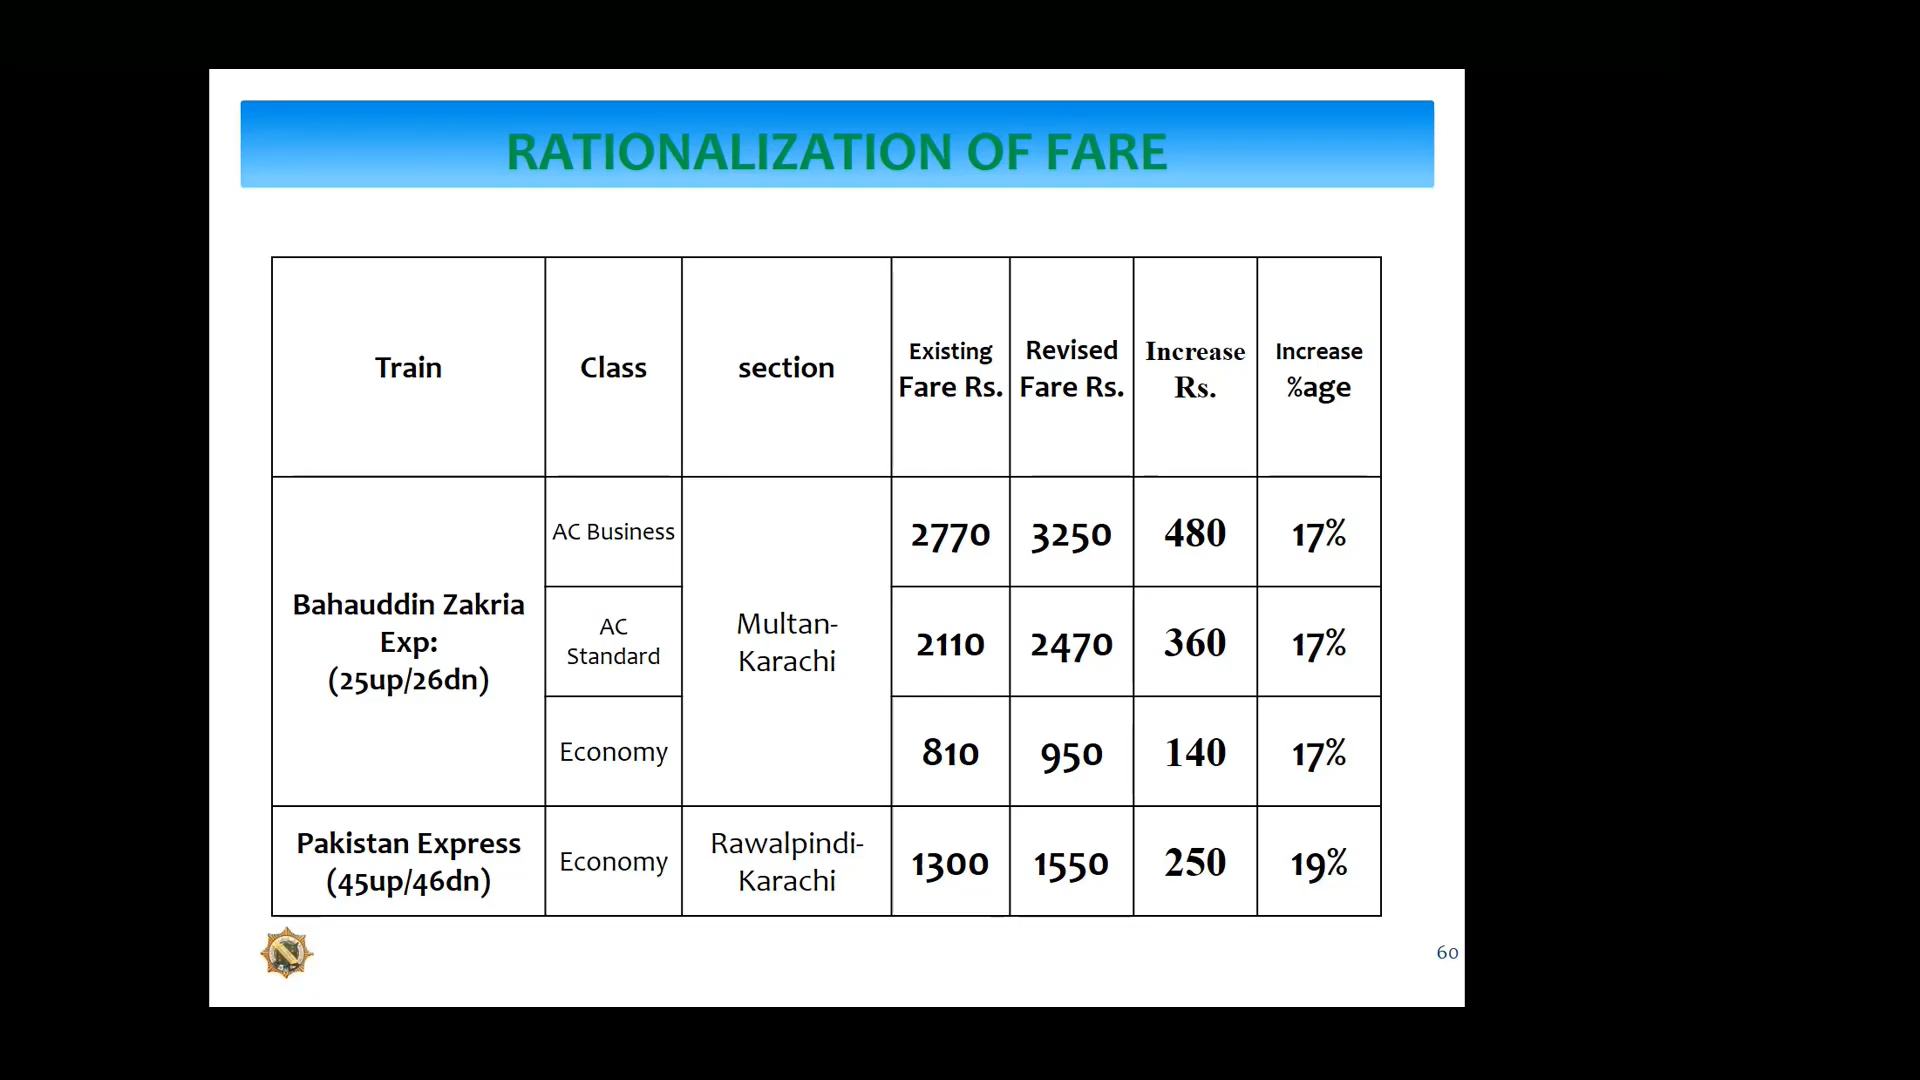 RATIONALIZATION OF FARE
Train
Class
section
Existing
Fare Rs.
Revised
Fare Rs.
Increase
Rs.
Increase
%age
Bahauddin Zakria
Exp:
(25up/26dn)
AC Business
Multan-
Karachi
2770
3250
480
17%
AC
Standard
2110
2470
360
17%
Economy
810
950
140
17%
Pakistan Express
(45up/46dn)
Economy
Rawalpindi-
Karachi
1300
1550
250
19%
60